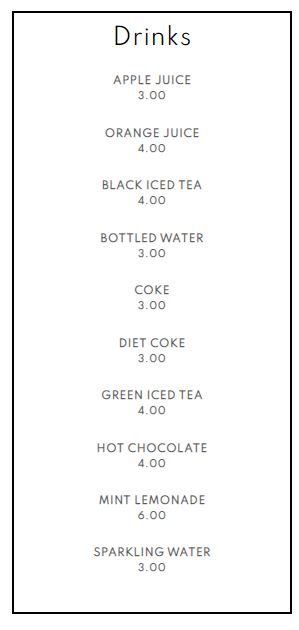 Drinks
APPLE JUICE
3.00
ORANGE JUICE
4.00
BLACK ICED TEA
4.00
BOTTLED WATER
3.00
COKE
3.00
DIET COKE
3.00
GREEN ICED TEA
4.00
HOT CHOCOLATE
4.00
MINT LEMONADE
6.00
SPARKLING WATER
3.00